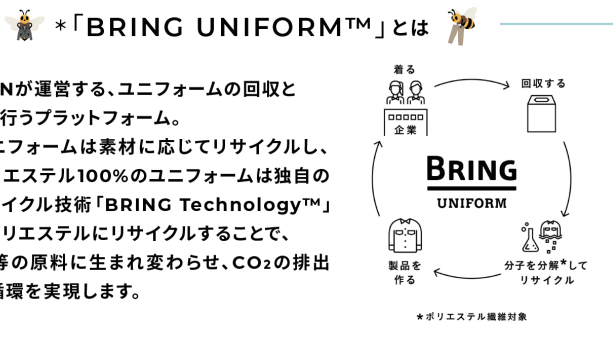 *「BRING UNIFORM™」とは
Nが運営する、ユニフォームの回収と
行うプラットフォーム。
ニフォームは素材に応じてリサイクルし、
エステル100%のユニフォームは独自の
イクル技術「BRING Technology™」
リエステルにリサイクルすることで、
等の原料に生まれ変わらせ、CO₂の排出
循環を実現します。
着る
企業
回収する
BRING
UNIFORM
製品を
作る
分子を分解*して
リサイクル
*ポリエステル繊維対象